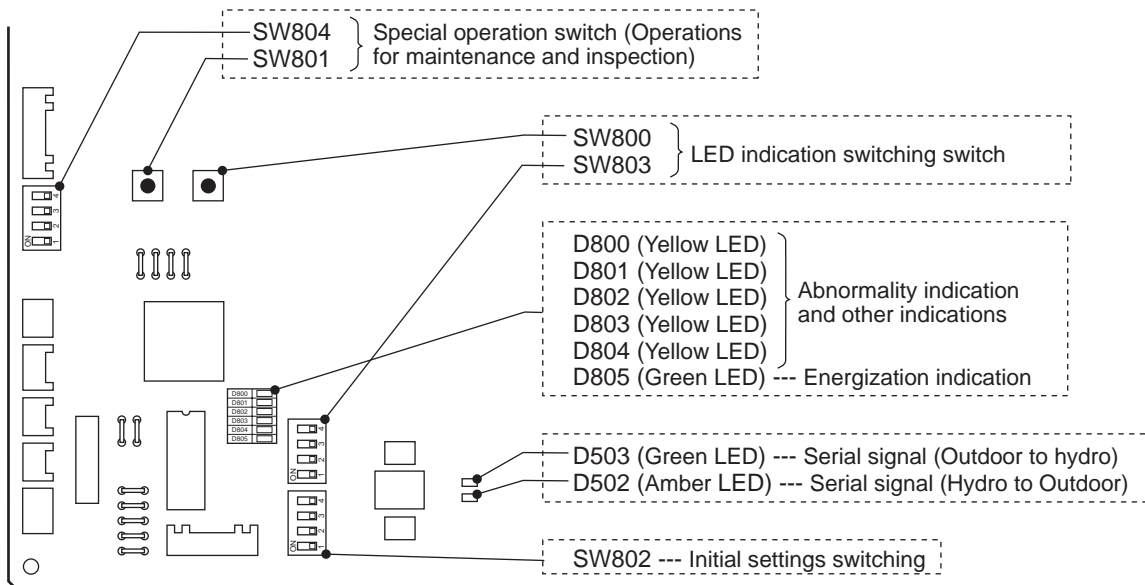 SW804
SW801
Special operation switch (Operations
for maintenance and inspection)
SW800
SW803
LED indication switching switch
D800 (Yellow LED)
D801 (Yellow LED)
D802 (Yellow LED)
D803 (Yellow LED)
D804 (Yellow LED)
Abnormality indication
and other indications
D805 (Green LED) --- Energization indication
D503 (Green LED) --- Serial signal (Outdoor to hydro)
D502 (Amber LED) --- Serial signal (Hydro to Outdoor)
SW802 --- Initial settings switching
4
3
2
1
ON
D800
D801
D802
D803
D804
D805
4
3
2
1
ON
4
3
2
1
ON